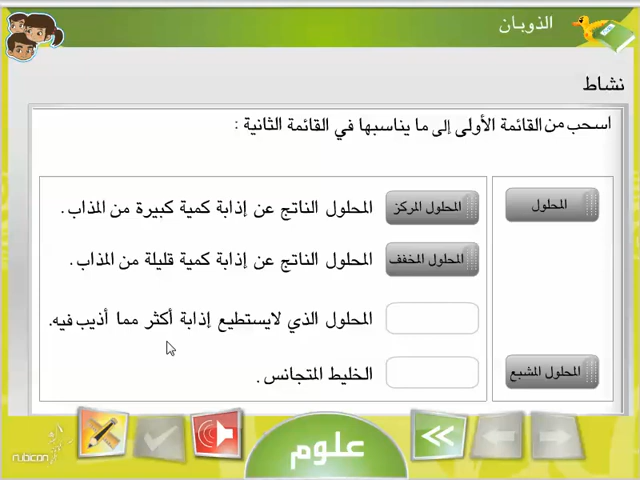 الذوبان
نشاط
اسحب من القائمة الأولى إلى ما يناسبها في القائمة الثانية :
المحلول
المحلول المركز
المحلول الناتج عن إذابة كمية كبيرة من المذاب.
المحلول المخفف
المحلول الناتج عن إذابة كمية قليلة من المذاب.
المحلول الذي لايستطيع إذابة أكثر مما أذيب فيه.
المحلول المشبع
الخليط المتجانس.
علوم
rubicon